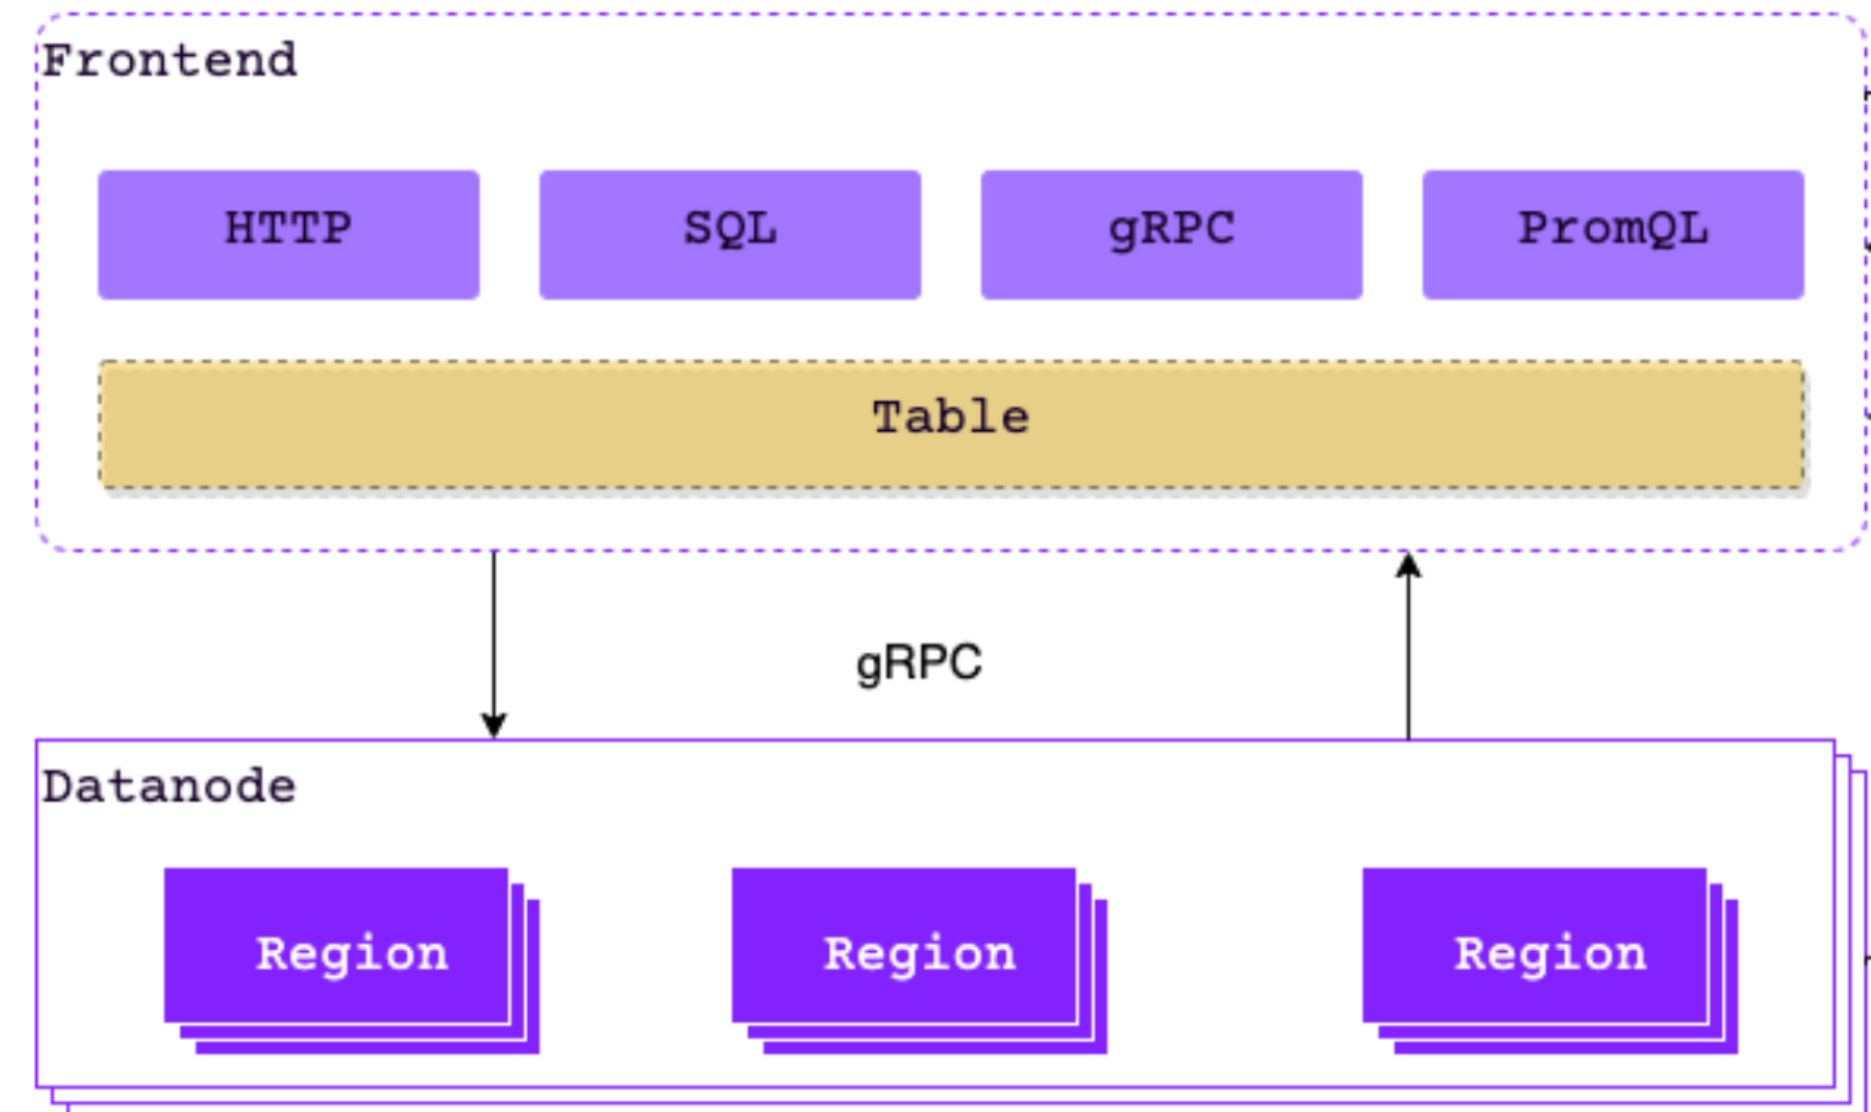 Frontend
HTTP SQL gRPC PromQL
Table
gRPC
Datanode
Region Region Region